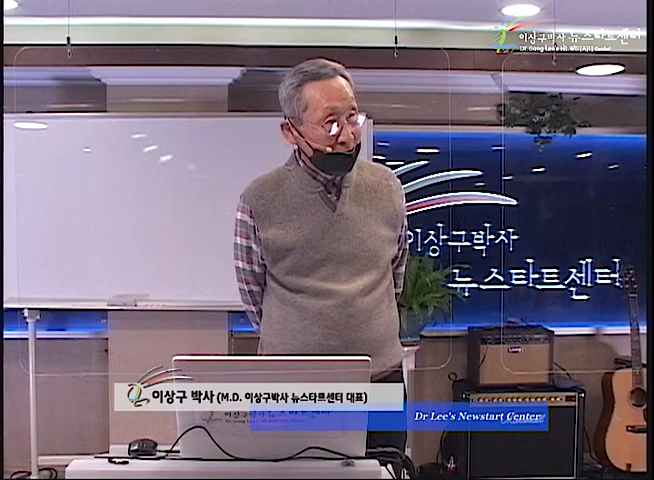 이상구박사 뉴스타트센터
이상구박사
뉴스타트센터
이상구 박사 (M.D. 이상구박사 뉴스타트센터 대표)
Dr Lee's Newstart Center